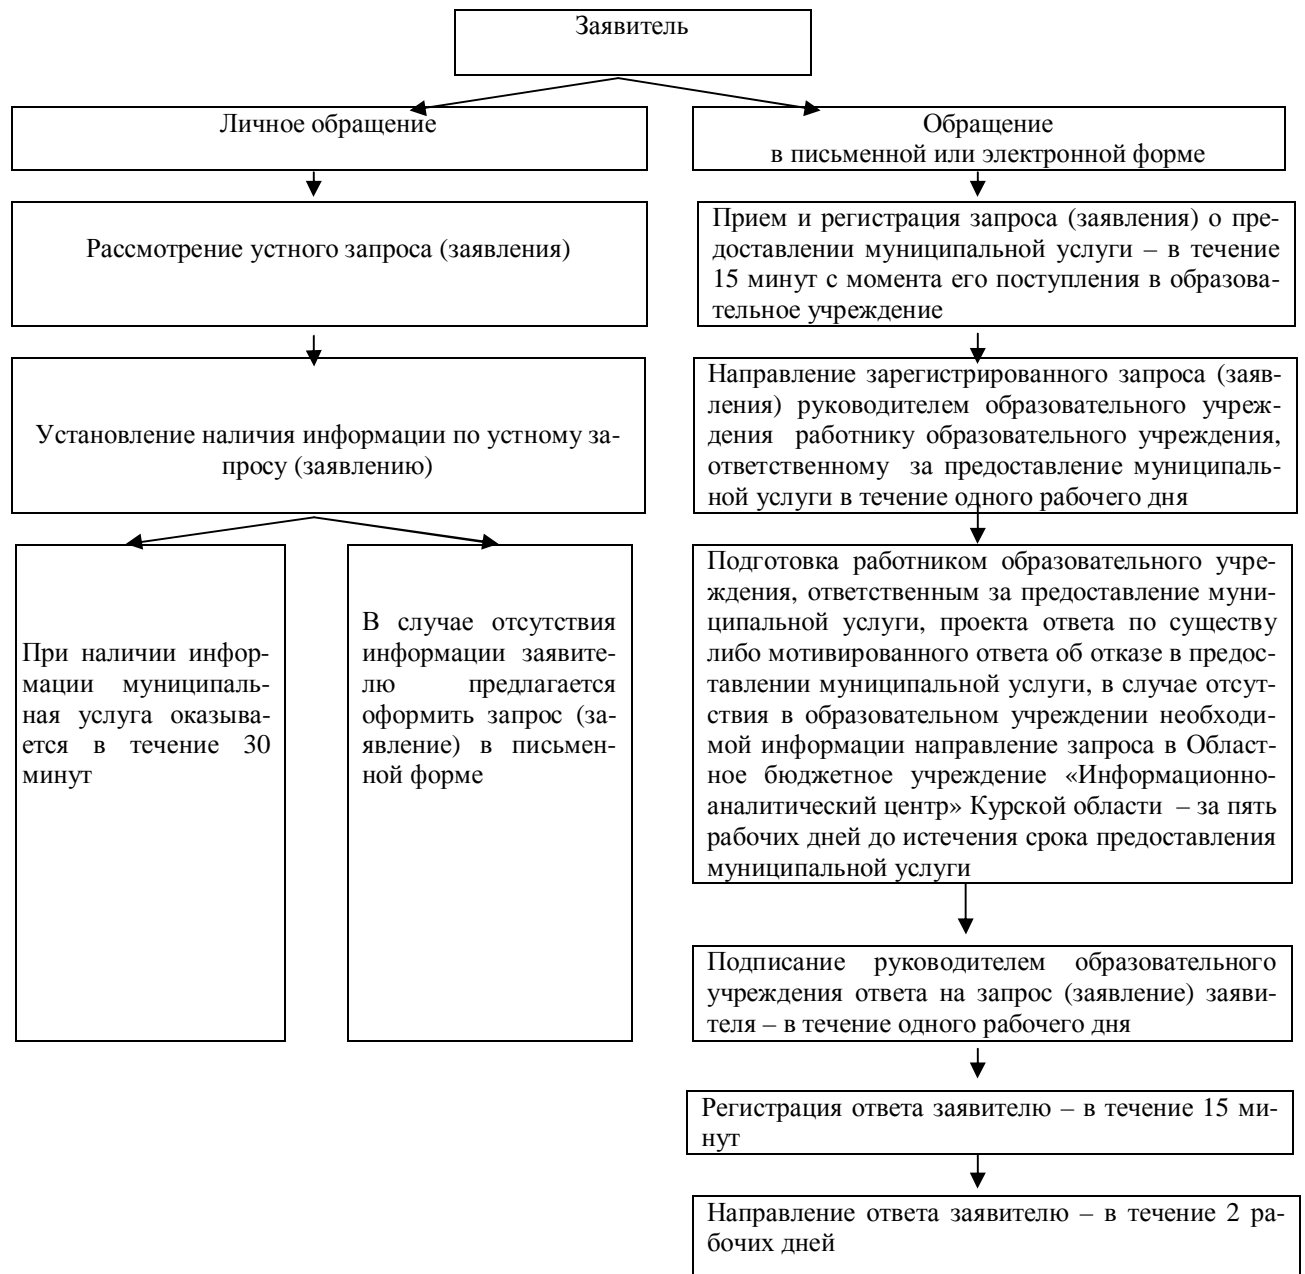 Заявитель
Личное обращение
Обращение
в письменной или электронной форме
Рассмотрение устного запроса (заявления)
Прием и регистрация запроса (заявления) о пре-
доставлении муниципальной услуги – в течение
15 минут с момента его поступления в образова-
тельное учреждение
Установление наличия информации по устному за-
просу (заявлению)
Направление зарегистрированного запроса (заяв-
ления) руководителем образовательного учреж-
дения работнику образовательного учреждения,
ответственному за предоставление муниципаль-
ной услуги в течение одного рабочего дня
При наличии инфор-
мации муниципаль-
ная услуга оказыва-
ется в течение 30
минут
В случае отсутствия
информации заявите-
лю предлагается
оформить запрос (за-
явление) в письмен-
ной форме
Подготовка работником образовательного учре-
ждения, ответственным за предоставление муни-
ципальной услуги, проекта ответа по существу
либо мотивированного ответа об отказе в предос-
тавлении муниципальной услуги, в случае отсут-
ствия в образовательном учреждении необходи-
мой информации направление запроса в Област-
ное бюджетное учреждение «Информационно-
аналитический центр» Курской области – за пять
рабочих дней до истечения срока предоставления
муниципальной услуги
Подписание руководителем образовательного
учреждения ответа на запрос (заявление) заяви-
теля – в течение одного рабочего дня
Регистрация ответа заявителю – в течение 15 ми-
нут
Направление ответа заявителю – в течение 2 ра-
бочих дней